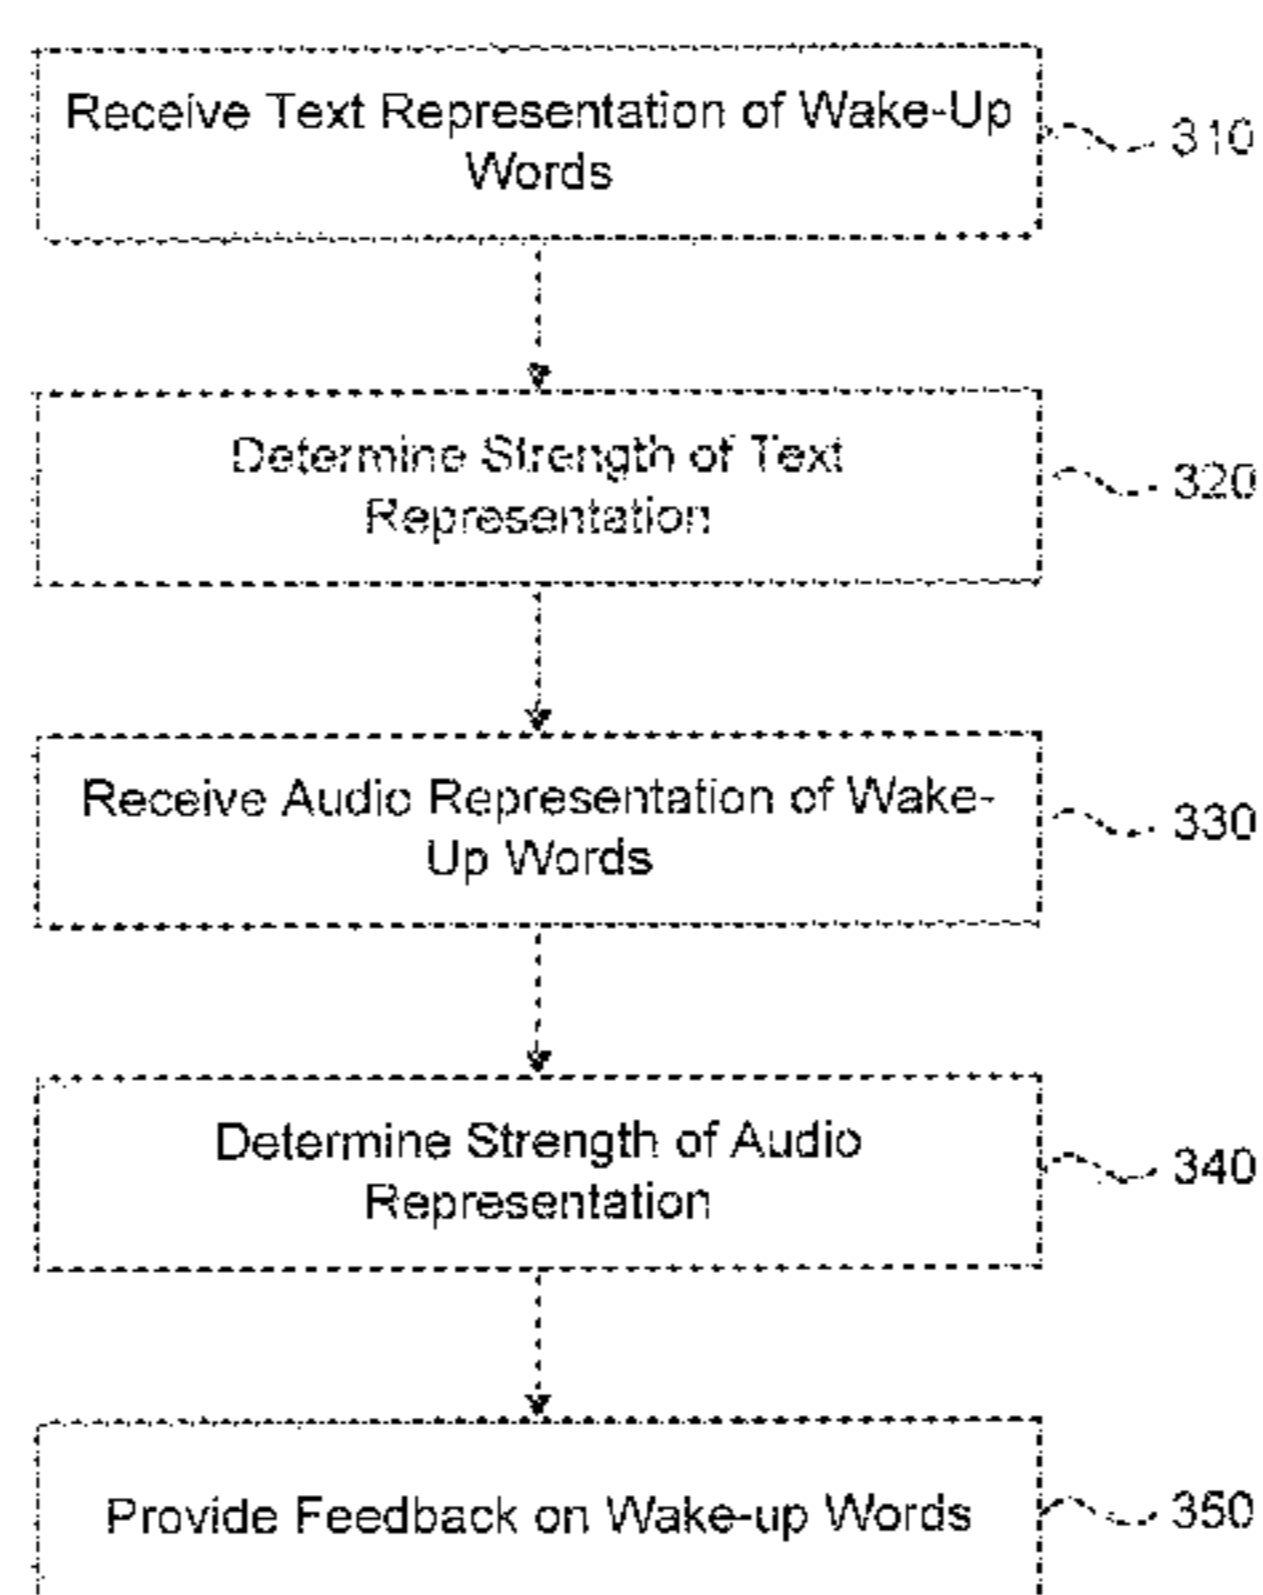 Receive Text Representation of Wake-Up
Words
310
Determine Strength of Text
Representation
320
Receive Audio Representation of Wake-
Up Words
330
Determine Strength of Audio
Representation
340
Provide Feedback on Wake-up Words
350